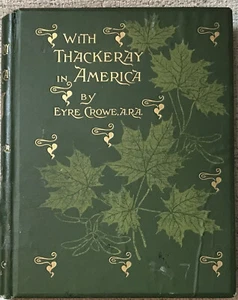 WITH
THACKERAY
IN AMERICA
BY
EYRE CROWE, A.R.A.